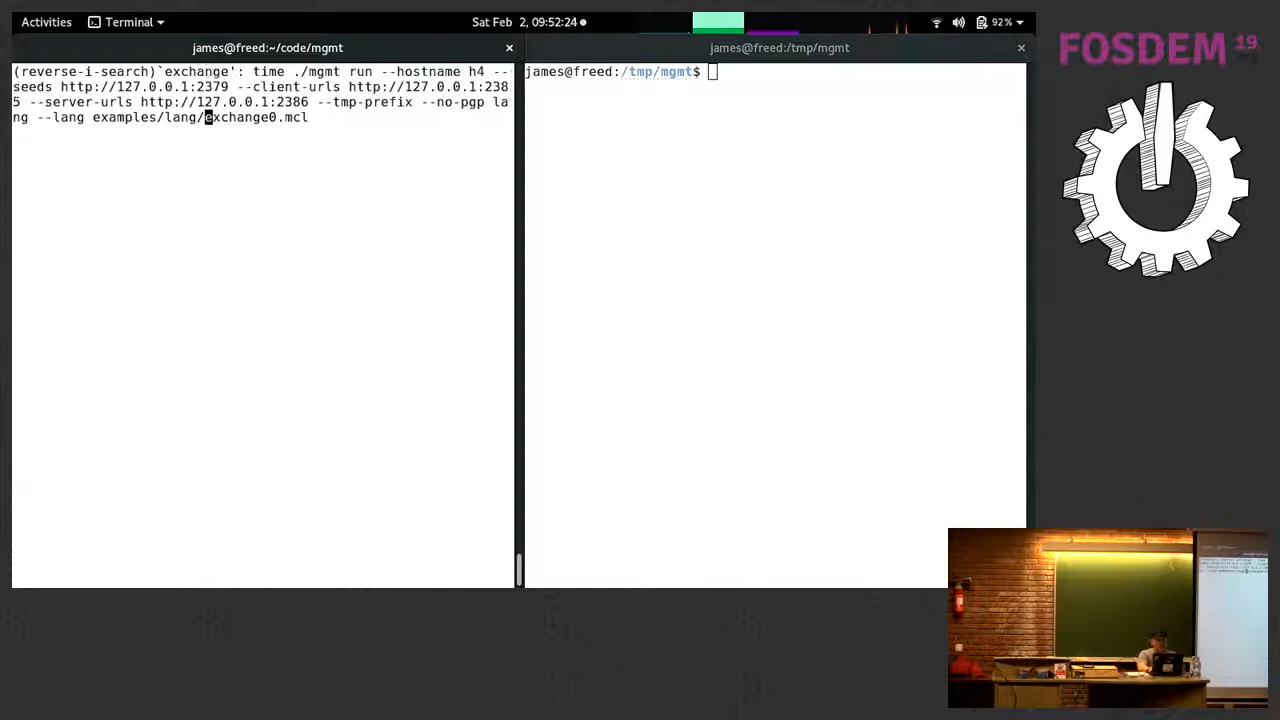 Activities
Terminal
Sat Feb 2, 09:52:24
92%
james@freed:~/code/mgmt
×
james@freed:/tmp/mgmt
×
(reverse-i-search)`exchange': time ./mgmt run --hostname h4 --
seeds http://127.0.0.1:2379 --client-urls http://127.0.0.1:238
5 --server-urls http://127.0.0.1:2386 --tmp-prefix --no-pgp la
ng --lang examples/lang/exchange0.mcl
james@freed:/tmp/mgmt$
FOSDEM 19